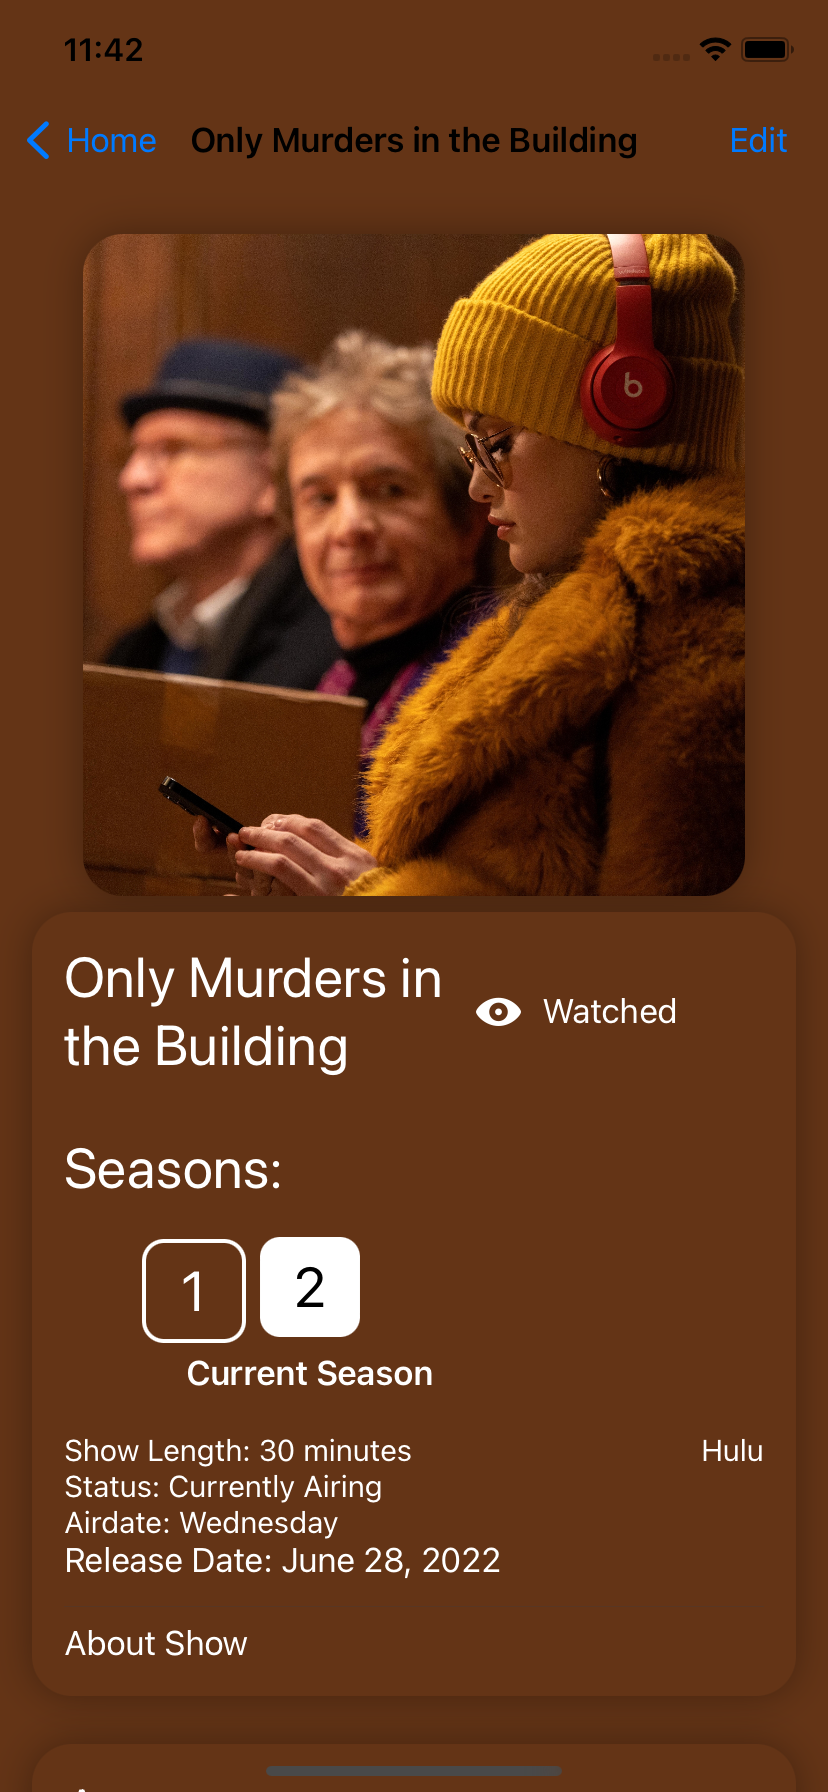 11:42
Home Only Murders in the Building Edit
b
Only Murders in
the Building
Watched
Seasons:
1 2
Current Season
Show Length: 30 minutes Hulu
Status: Currently Airing
Airdate: Wednesday
Release Date: June 28, 2022
About Show